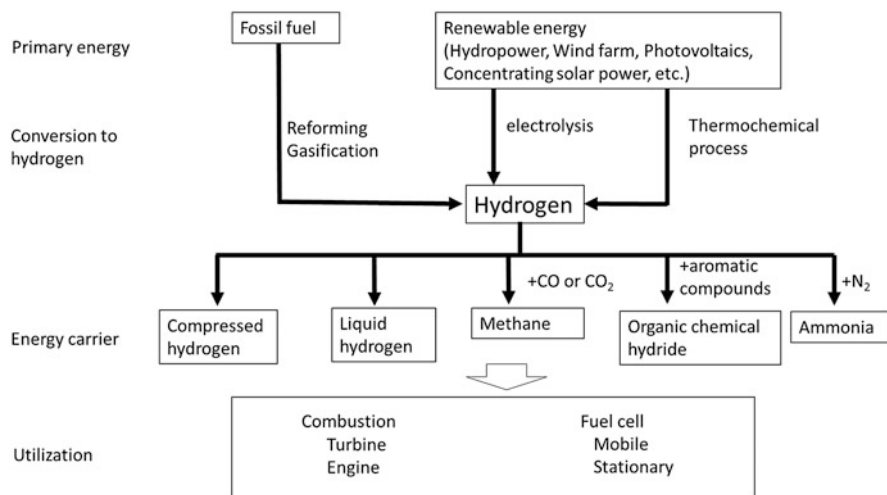 Primary energy
Fossil fuel
Renewable energy
(Hydropower, Wind farm, Photovoltaics,
Concentrating solar power, etc.)
Conversion to
hydrogen
Reforming
Gasification
electrolysis
Thermochemical
process
Hydrogen
+CO or CO₂
+aromatic
compounds
+N₂
Energy carrier
Compressed
hydrogen
Liquid
hydrogen
Methane
Organic chemical
hydride
Ammonia
Utilization
Combustion
Turbine
Engine
Fuel cell
Mobile
Stationary